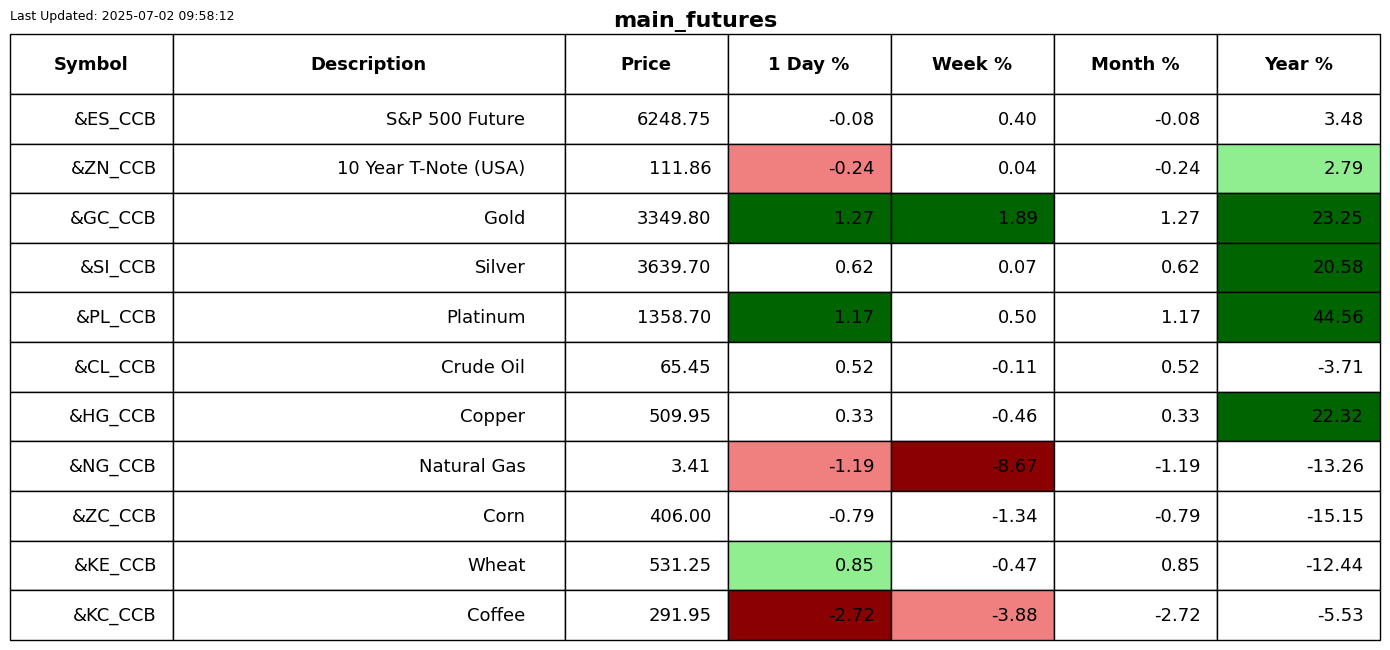 Last Updated: 2025-07-02 09:58:12
main_futures
Symbol Description Price 1 Day % Week % Month % Year %
&ES_CCB S&P 500 Future 6248.75 -0.08 0.40 -0.08 3.48
&ZN_CCB 10 Year T-Note (USA) 111.86 -0.24 0.04 -0.24 2.79
&GC_CCB Gold 3349.80 1.27 1.89 1.27 23.25
&SI_CCB Silver 3639.70 0.62 0.07 0.62 20.58
&PL_CCB Platinum 1358.70 1.17 0.50 1.17 44.56
&CL_CCB Crude Oil 65.45 0.52 -0.11 0.52 -3.71
&HG_CCB Copper 509.95 0.33 -0.46 0.33 22.32
&NG_CCB Natural Gas 3.41 -1.19 -8.67 -1.19 -13.26
&ZC_CCB Corn 406.00 -0.79 -1.34 -0.79 -15.15
&KE_CCB Wheat 531.25 0.85 -0.47 0.85 -12.44
&KC_CCB Coffee 291.95 -2.72 -3.88 -2.72 -5.53